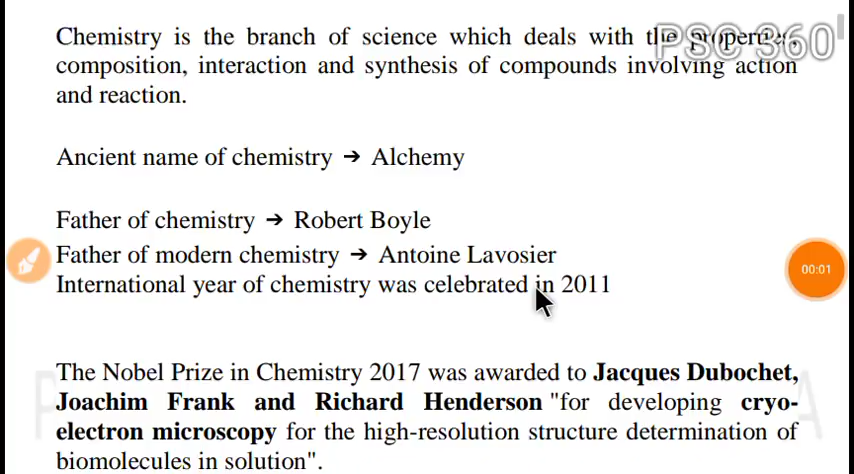 Chemistry is the branch of science which deals with the properties,
composition, interaction and synthesis of compounds involving action
and reaction.
Ancient name of chemistry ➔ Alchemy
Father of chemistry ➔ Robert Boyle
Father of modern chemistry ➔ Antoine Lavosier
International year of chemistry was celebrated in 2011
The Nobel Prize in Chemistry 2017 was awarded to Jacques Dubochet,
Joachim Frank and Richard Henderson "for developing cryo-
electron microscopy for the high-resolution structure determination of
biomolecules in solution".
PSC 360
00:01